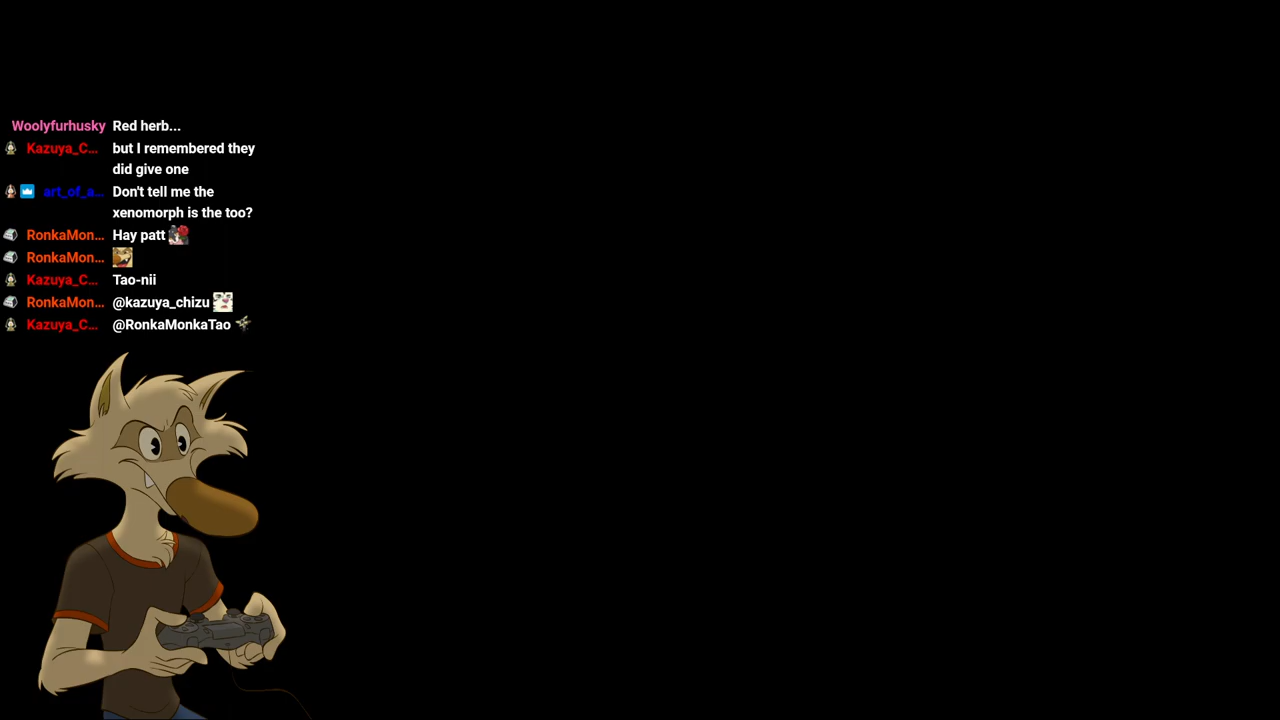 Woolyfurhusky Red herb...
Kazuya_C... but I remembered they
did give one
art_of_a... Don't tell me the
xenomorph is the too?
RonkaMon... Hay patt
RonkaMon...
Kazuya_C... Tao-nii
RonkaMon... @kazuya_chizu
Kazuya_C... @RonkaMonkaTao